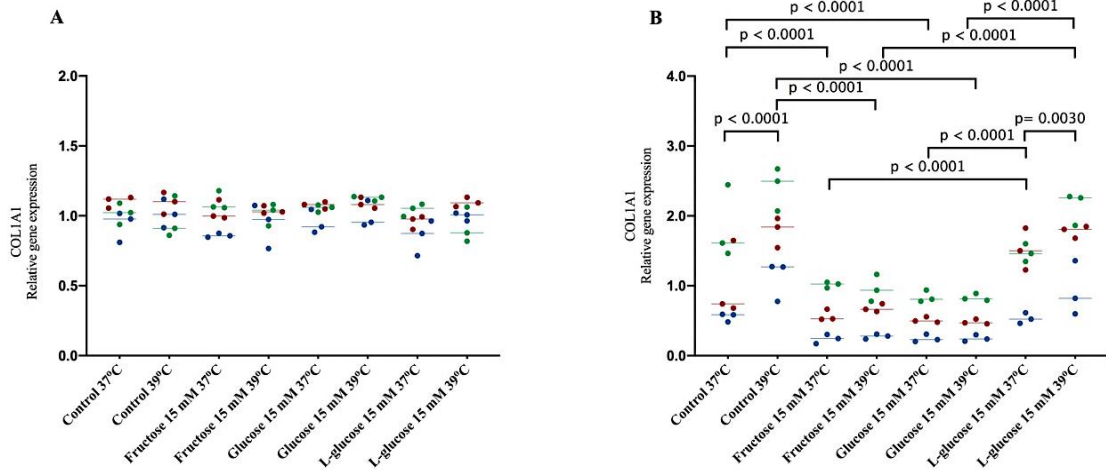 A
COL1A1
Relative gene expression
2.0
1.5
1.0
0.5
0.0
Control 37ºC
Control 39ºC
Fructose 15 mM 37ºC
Fructose 15 mM 39ºC
Glucose 15 mM 37ºC
Glucose 15 mM 39ºC
L-glucose 15 mM 37ºC
L-glucose 15 mM 39ºC
B
p < 0.0001
p < 0.0001
p < 0.0001
p < 0.0001
p < 0.0001
p < 0.0001
p < 0.0001
p= 0.0030
p < 0.0001
p < 0.0001
COL1A1
Relative gene expression
4.0
3.0
2.0
1.0
0.0
Control 37ºC
Control 39ºC
Fructose 15 mM 37ºC
Fructose 15 mM 39ºC
Glucose 15 mM 37ºC
Glucose 15 mM 39ºC
L-glucose 15 mM 37ºC
L-glucose 15 mM 39ºC